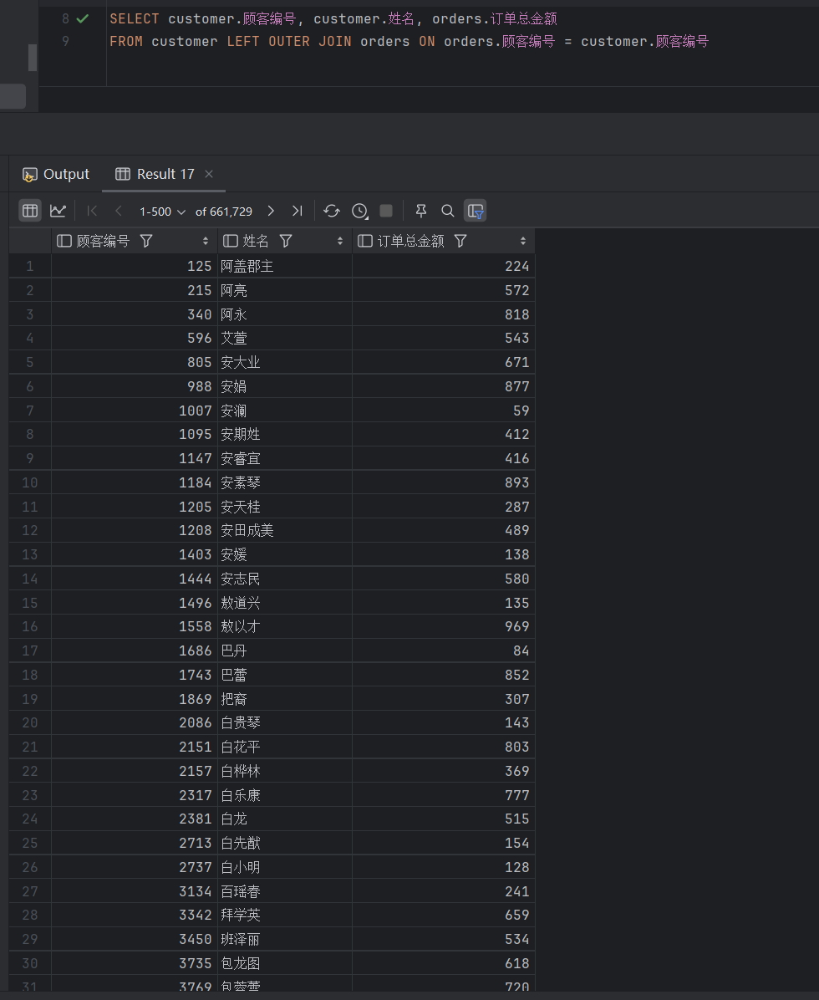 8 SELECT customer.顾客编号, customer.姓名, orders.订单总金额
9 FROM customer LEFT OUTER JOIN orders ON orders.顾客编号 = customer.顾客编号
Output Result 17
1-500 of 661,729
顾客编号 姓名 订单总金额
1 125 阿盖郡主 224
2 215 阿亮 572
3 340 阿永 818
4 596 艾萱 543
5 805 安大业 671
6 988 安娟 877
7 1007 安澜 59
8 1095 安期姓 412
9 1147 安睿宜 416
10 1184 安素琴 893
11 1205 安天桂 287
12 1208 安田成美 489
13 1403 安媛 138
14 1444 安志民 580
15 1496 敖道兴 135
16 1558 敖以才 969
17 1686 巴丹 84
18 1743 巴蕾 852
19 1869 把裔 307
20 2086 白贵琴 143
21 2151 白花平 803
22 2157 白桦林 369
23 2317 白乐康 777
24 2381 白龙 515
25 2713 白先猷 154
26 2737 白小明 128
27 3134 百瑶春 241
28 3342 拜学英 659
29 3450 班泽丽 534
30 3735 包龙图 618
31 3769 包蓉蕾 720